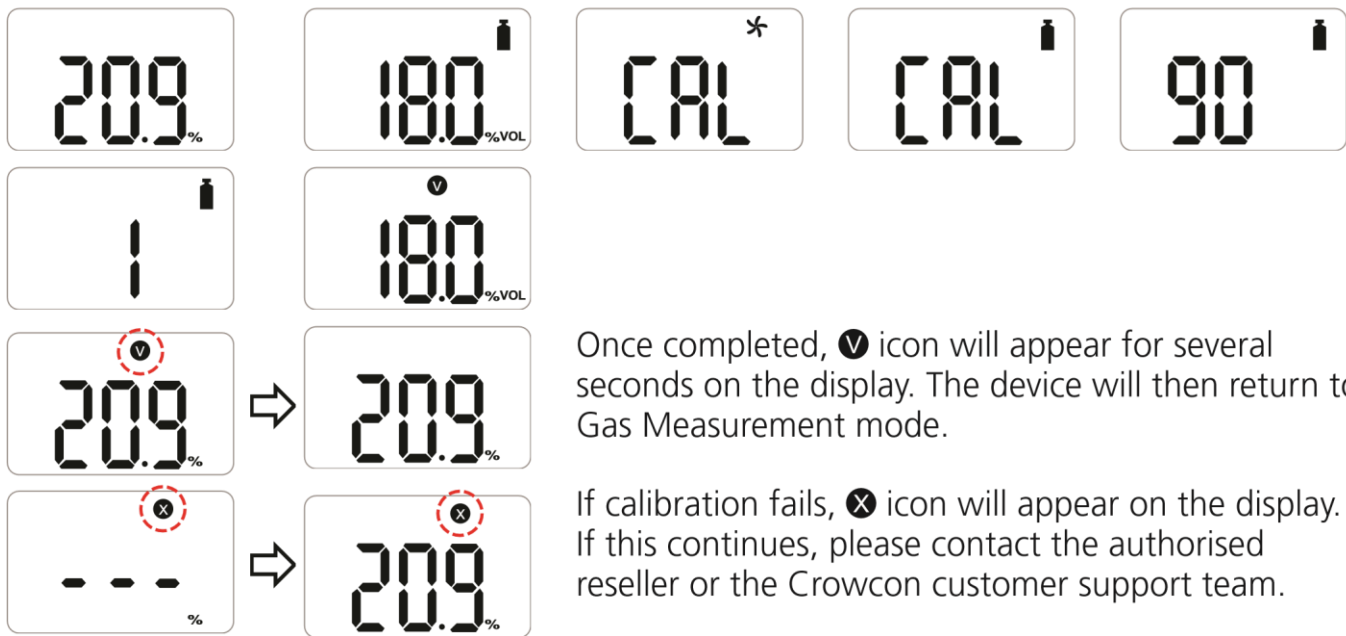 20.9 %
18.0 %VOL
CAL
CAL
90
1
V
18.0 %VOL
V
20.9 %
20.9 %
Once completed, V icon will appear for several
seconds on the display. The device will then return to
Gas Measurement mode.
X
--- %
X
20.9 %
If calibration fails, X icon will appear on the display.
If this continues, please contact the authorised
reseller or the Crowcon customer support team.